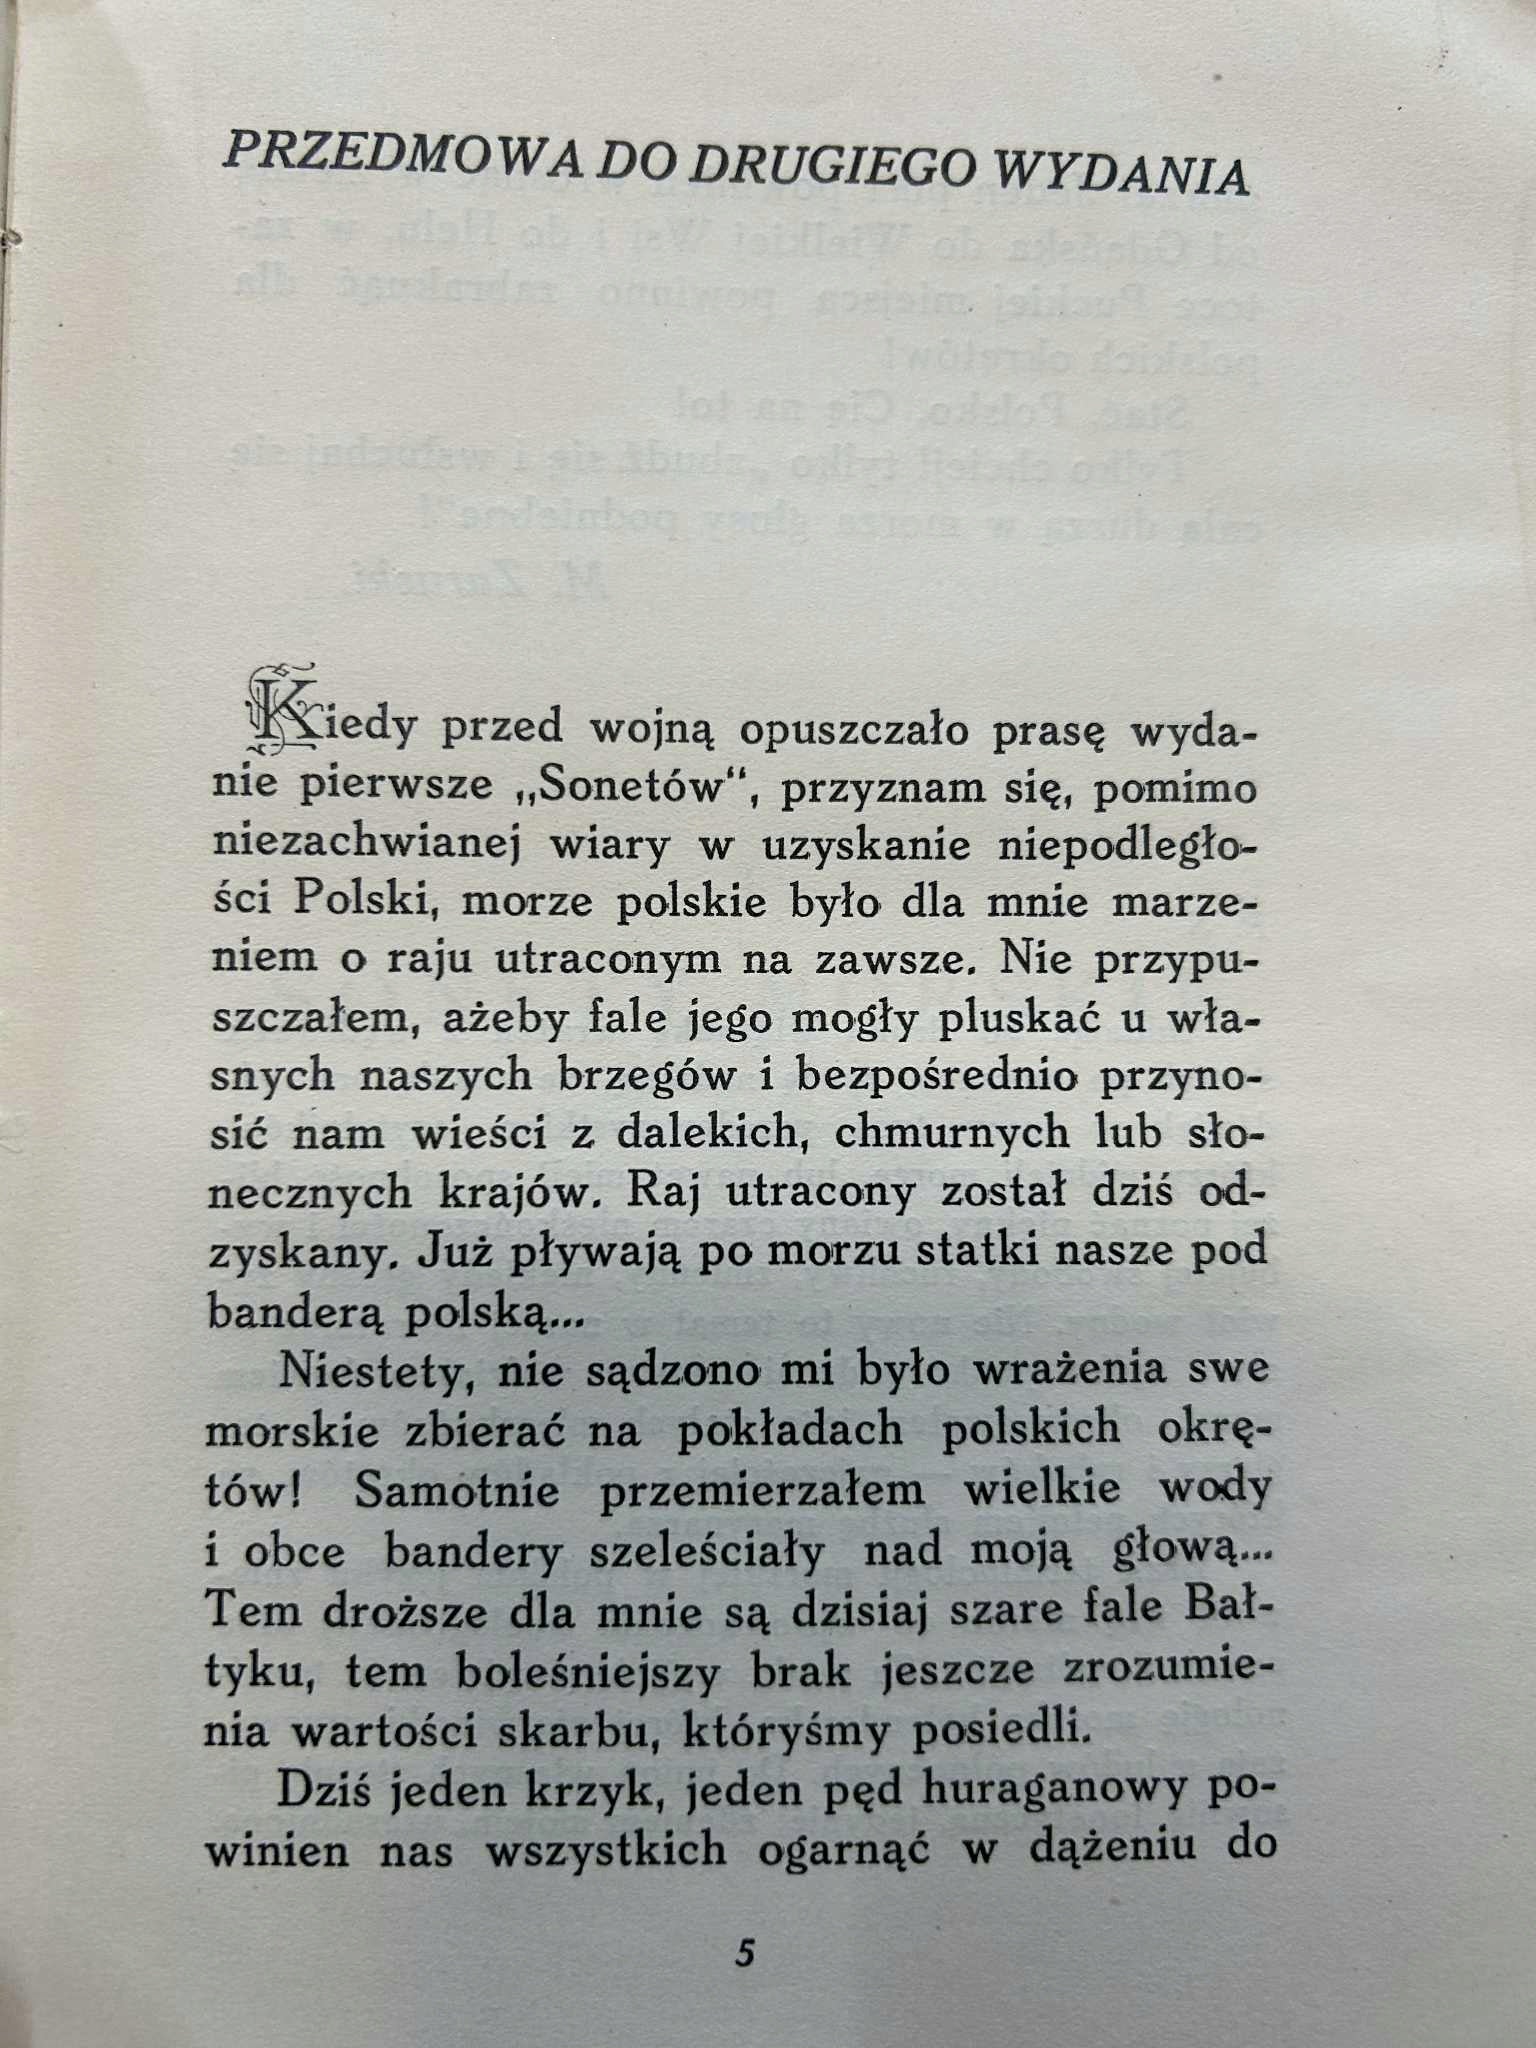 PRZEDMOWA DO DRUGIEGO WYDANIA
Kiedy przed wojną opuszczało prasę wyda-
nie pierwsze „Sonetów“, przyznam się, pomimo
niezachwianej wiary w uzyskanie niepodległo-
ści Polski, morze polskie było dla mnie marze-
niem o raju utraconym na zawsze. Nie przypu-
szczałem, ażeby fale jego mogły pluskać u wła-
snych naszych brzegów i bezpośrednio przyno-
sić nam wieści z dalekich, chmurnych lub sło-
necznych krajów. Raj utracony został dziś od-
zyskany. Już pływają po morzu statki nasze pod
banderą polską...
Niestety, nie sądzono mi było wrażenia swe
morskie zbierać na pokładach polskich okrę-
tów! Samotnie przemierzałem wielkie wody
i obce bandery szeleściały nad moją głową...
Tem droższe dla mnie są dzisiaj szare fale Bał-
tyku, tem boleśniejszy brak jeszcze zrozumie-
nia wartości skarbu, któryśmy posiedli.
Dziś jeden krzyk, jeden pęd huraganowy po-
winien nas wszystkich ogarnąć w dążeniu do
5